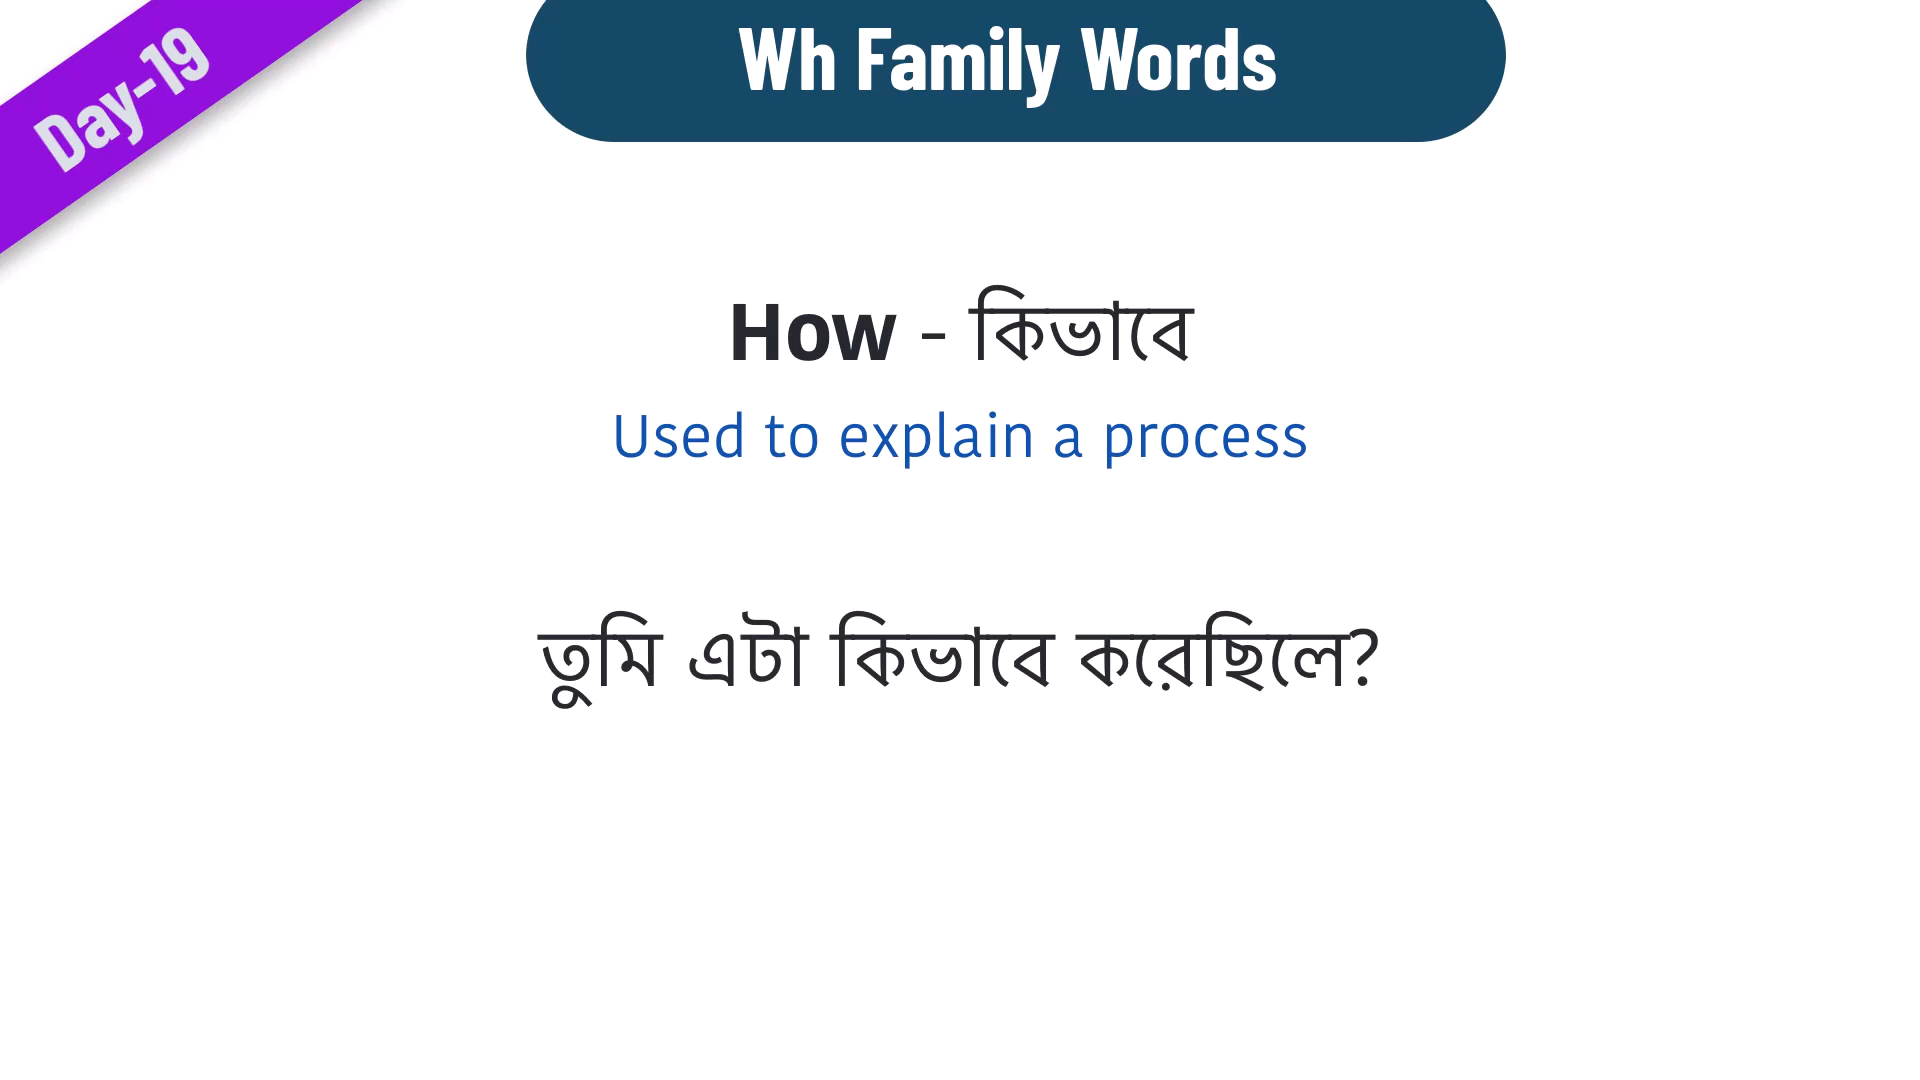 Day-19
Wh Family Words
How - কিভাবে
Used to explain a process
তুমি এটা কিভাবে করেছিলে?